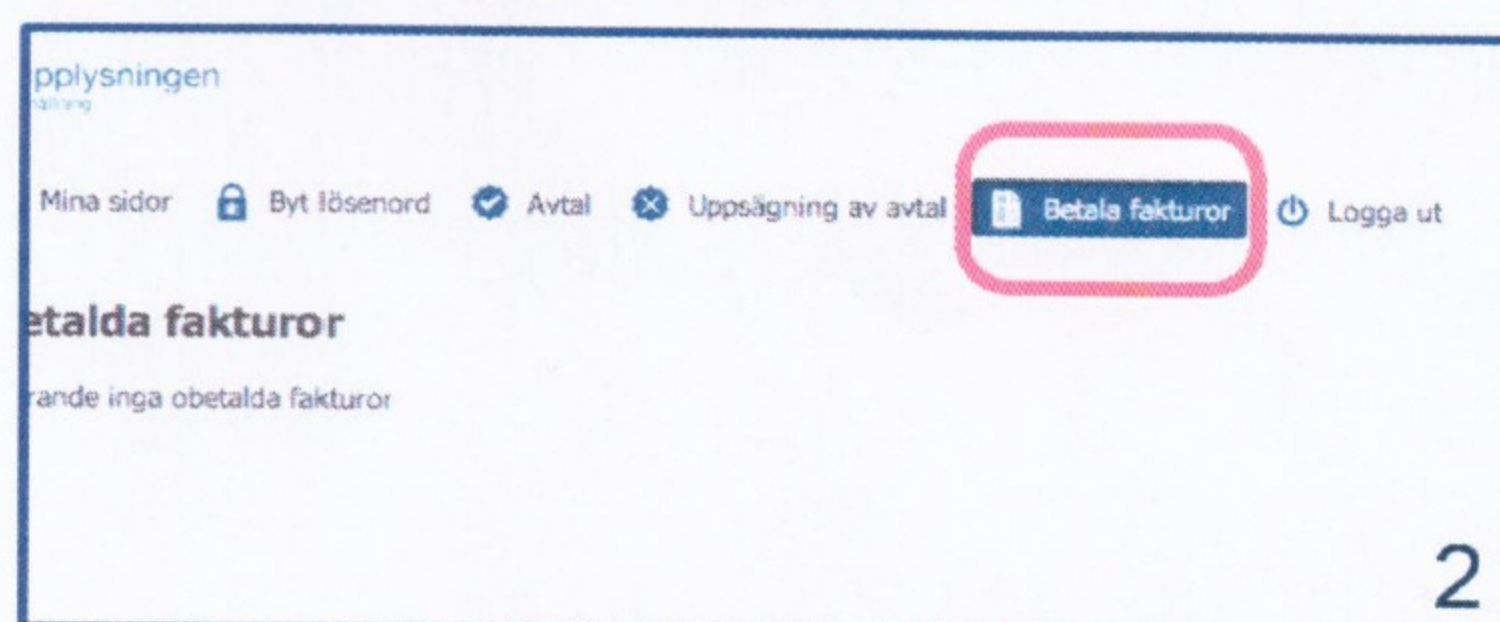 pplysningen
Mina sidor Byt lösenord Avtal Uppsägning av avtal Betala fakturor Logga ut
etalda fakturor
rande inga obetalda fakturor
2